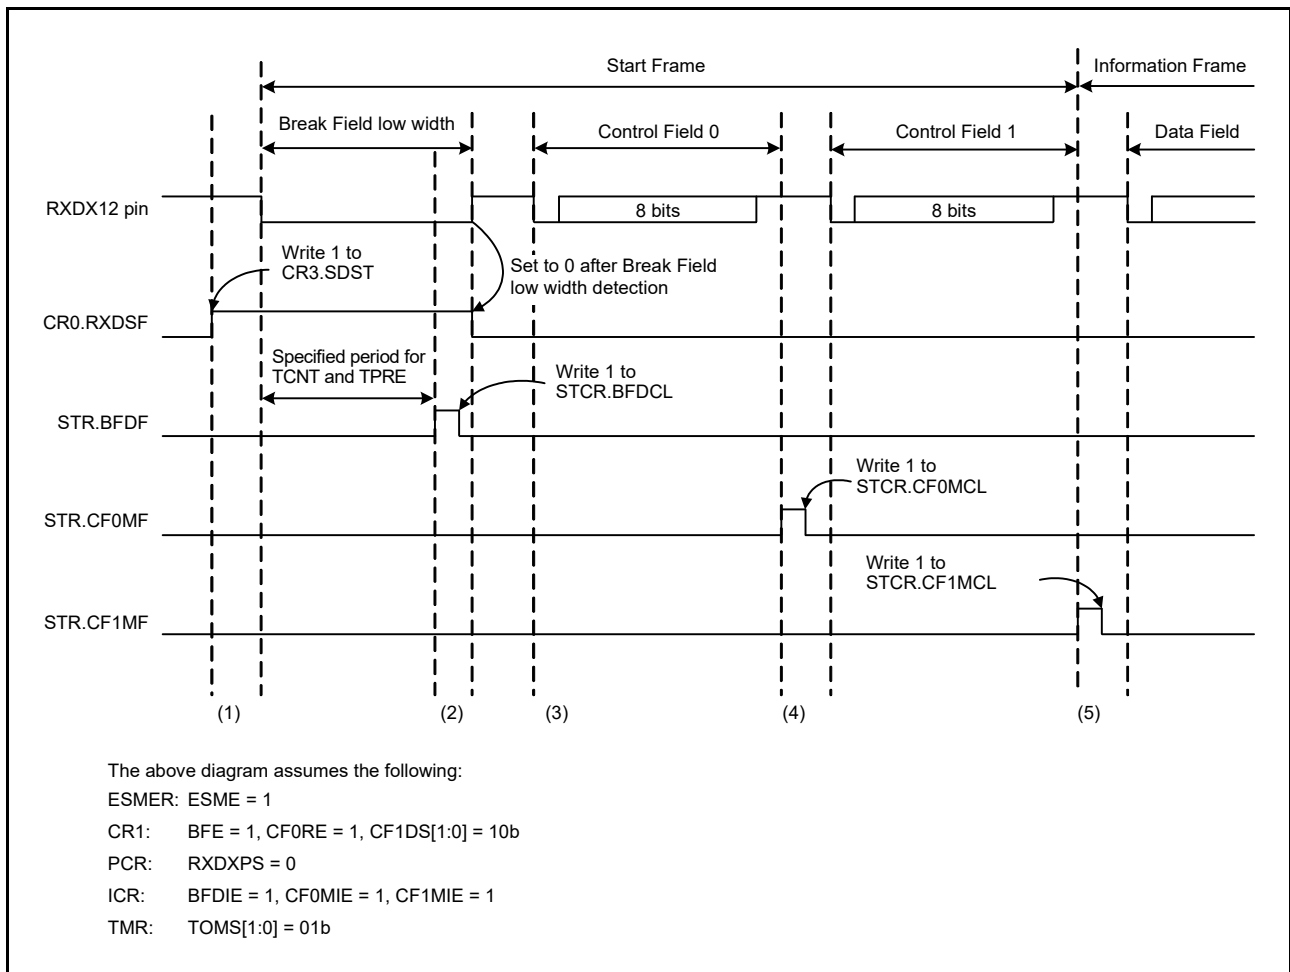 Start Frame
Information Frame
Break Field low width
Control Field 0
Control Field 1
Data Field
RXDX12 pin
8 bits
8 bits
Write 1 to
CR3.SDST
Set to 0 after Break Field
low width detection
CR0.RXDSF
Specified period for
TCNT and TPRE
Write 1 to
STCR.BFDCL
STR.BFDF
Write 1 to
STCR.CF0MCL
STR.CF0MF
Write 1 to
STCR.CF1MCL
STR.CF1MF
(1)
(2)
(3)
(4)
(5)
The above diagram assumes the following:
ESMER: ESME = 1
CR1: BFE = 1, CF0RE = 1, CF1DS[1:0] = 10b
PCR: RXDXPS = 0
ICR: BFDIE = 1, CF0MIE = 1, CF1MIE = 1
TMR: TOMS[1:0] = 01b